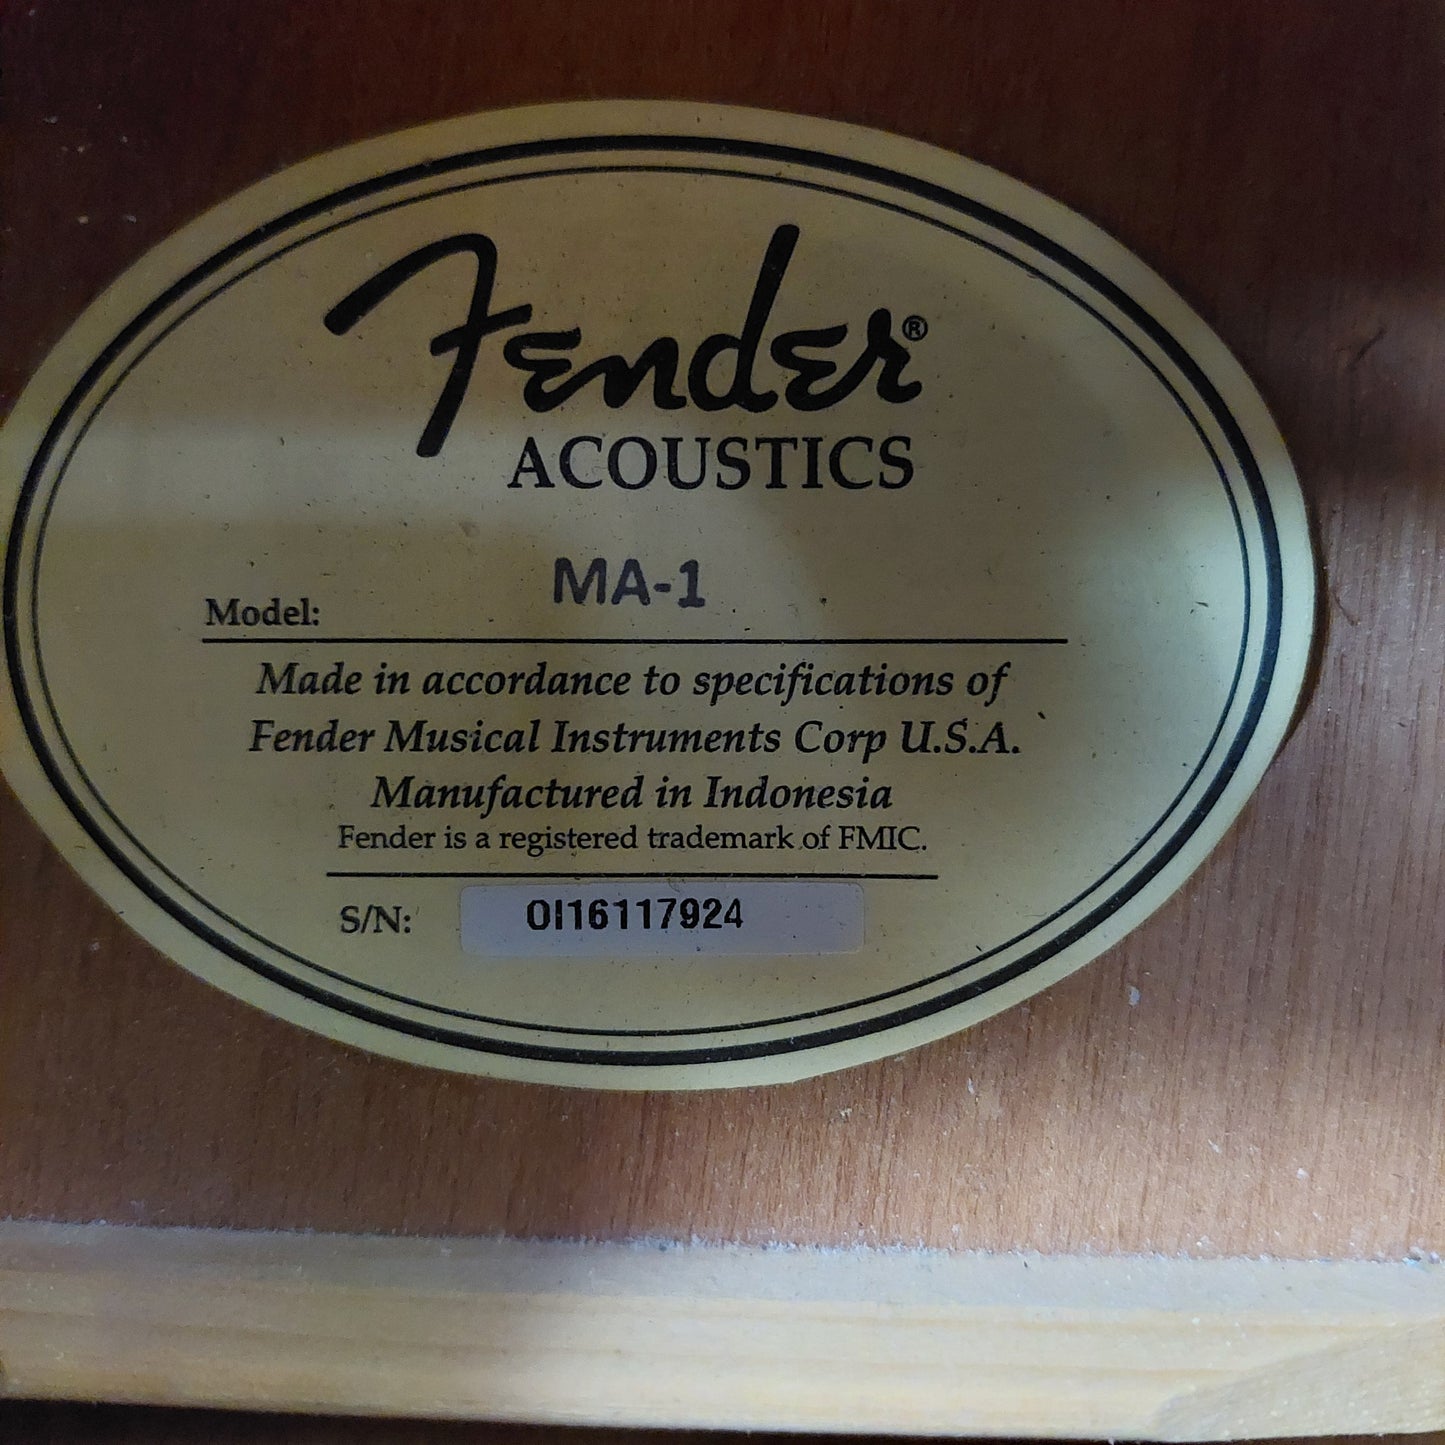 Fender®
ACOUSTICS
MA-1
Model:
Made in accordance to specifications of
Fender Musical Instruments Corp U.S.A.
Manufactured in Indonesia
Fender is a registered trademark of FMIC.
S/N: OI16117924